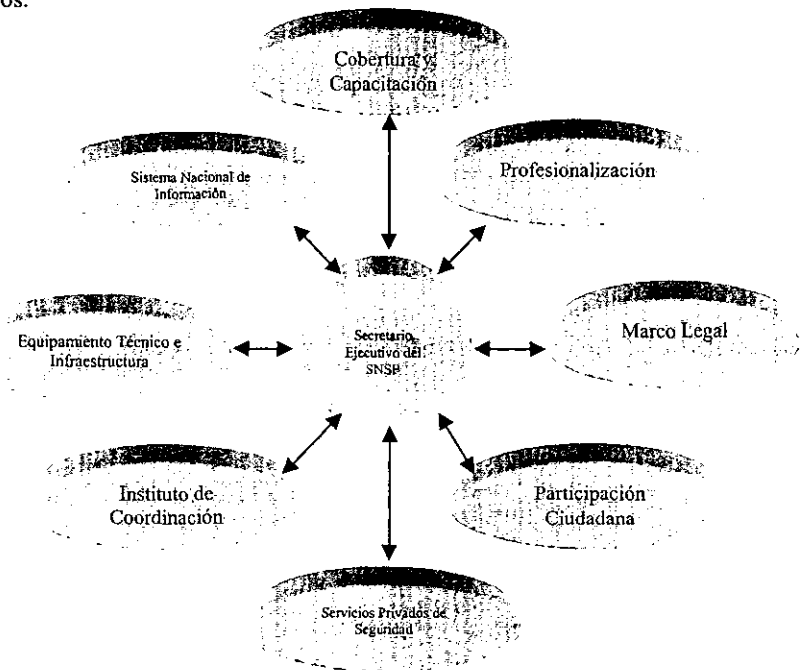 os.
Cobertura y
Capacitación
Sistema Nacional de
Información
Profesionalización
Equipamiento Técnico e
Infraestructura
Secretario
Ejecutivo del
SNSP
Marco Legal
Instituto de
Coordinación
Participación
Ciudadana
Servicios Privados de
Seguridad